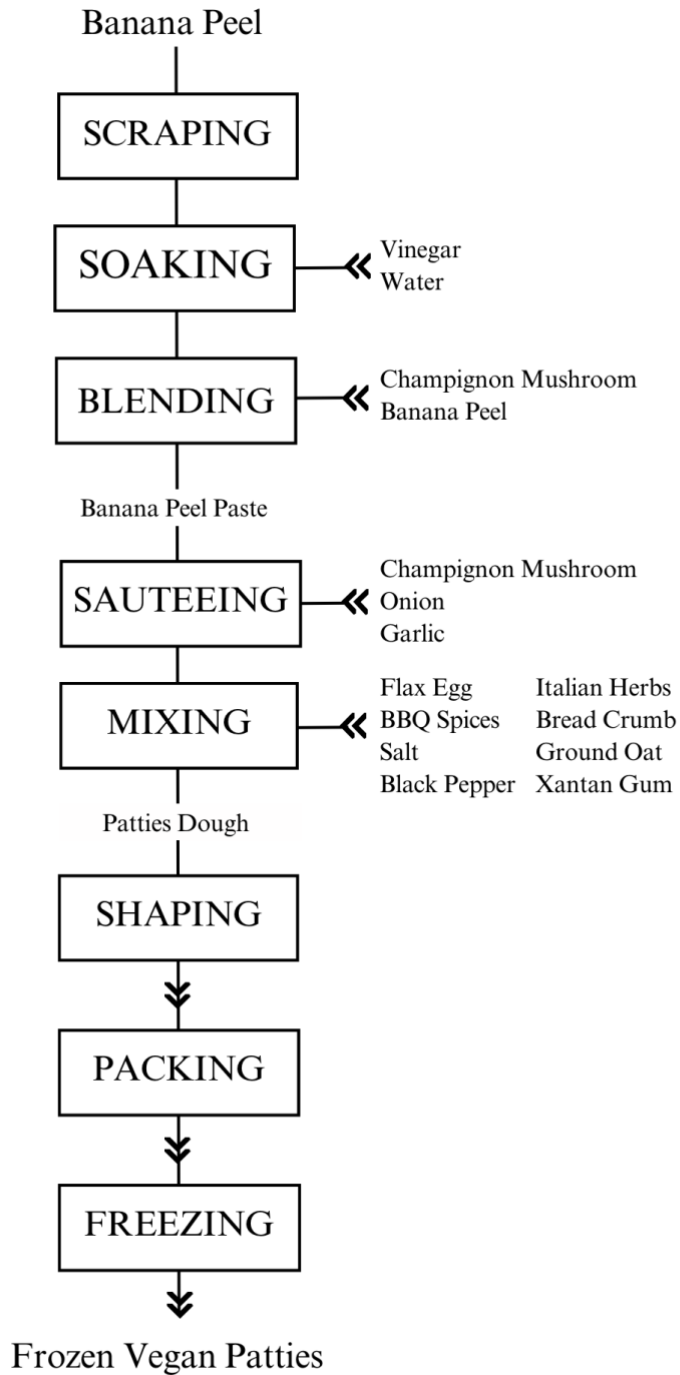 Banana Peel
SCRAPING
SOAKING
Vinegar
Water
BLENDING
Champignon Mushroom
Banana Peel
Banana Peel Paste
SAUTEEING
Champignon Mushroom
Onion
Garlic
MIXING
Flax Egg Italian Herbs
BBQ Spices Bread Crumb
Salt Ground Oat
Black Pepper Xantan Gum
Patties Dough
SHAPING
PACKING
FREEZING
Frozen Vegan Patties